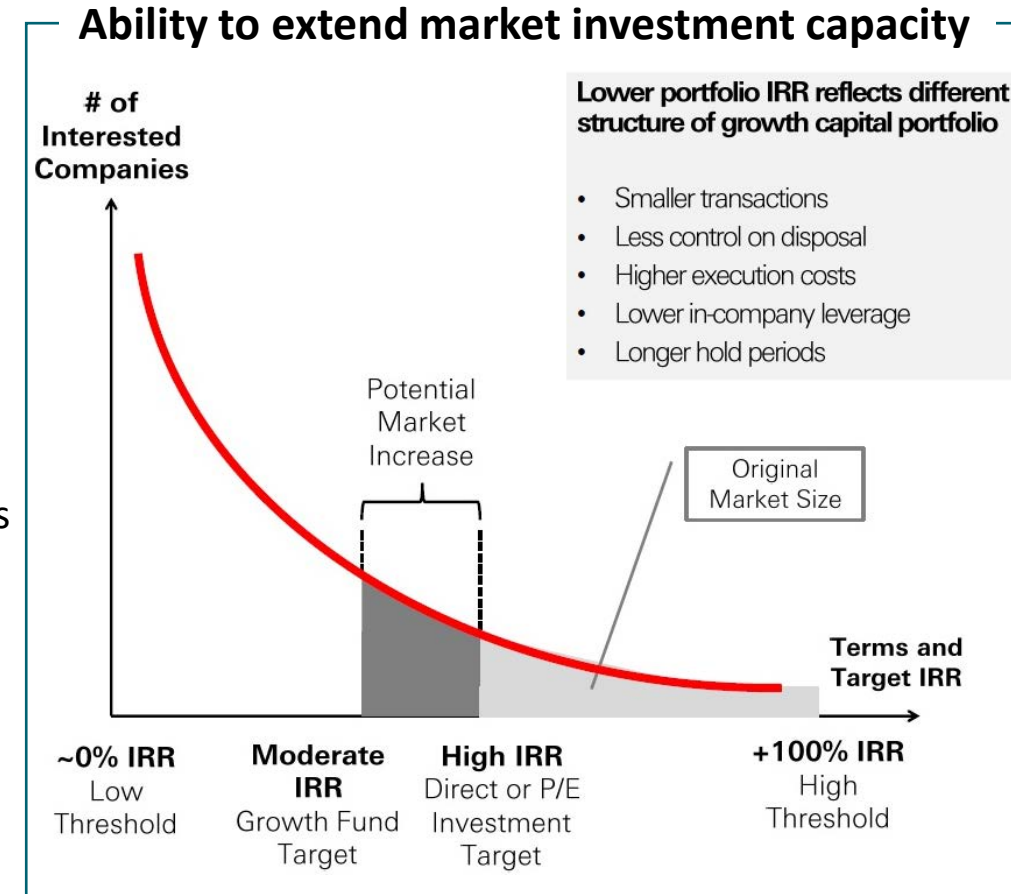 Ability to extend market investment capacity
# of
Interested
Companies
Lower portfolio IRR reflects different
structure of growth capital portfolio
• Smaller transactions
• Less control on disposal
• Higher execution costs
• Lower in-company leverage
• Longer hold periods
Potential
Market
Increase
Original
Market Size
s
Terms and
Target IRR
~0% IRR
Low
Threshold
Moderate
IRR
Growth Fund
Target
High IRR
Direct or P/E
Investment
Target
+100% IRR
High
Threshold